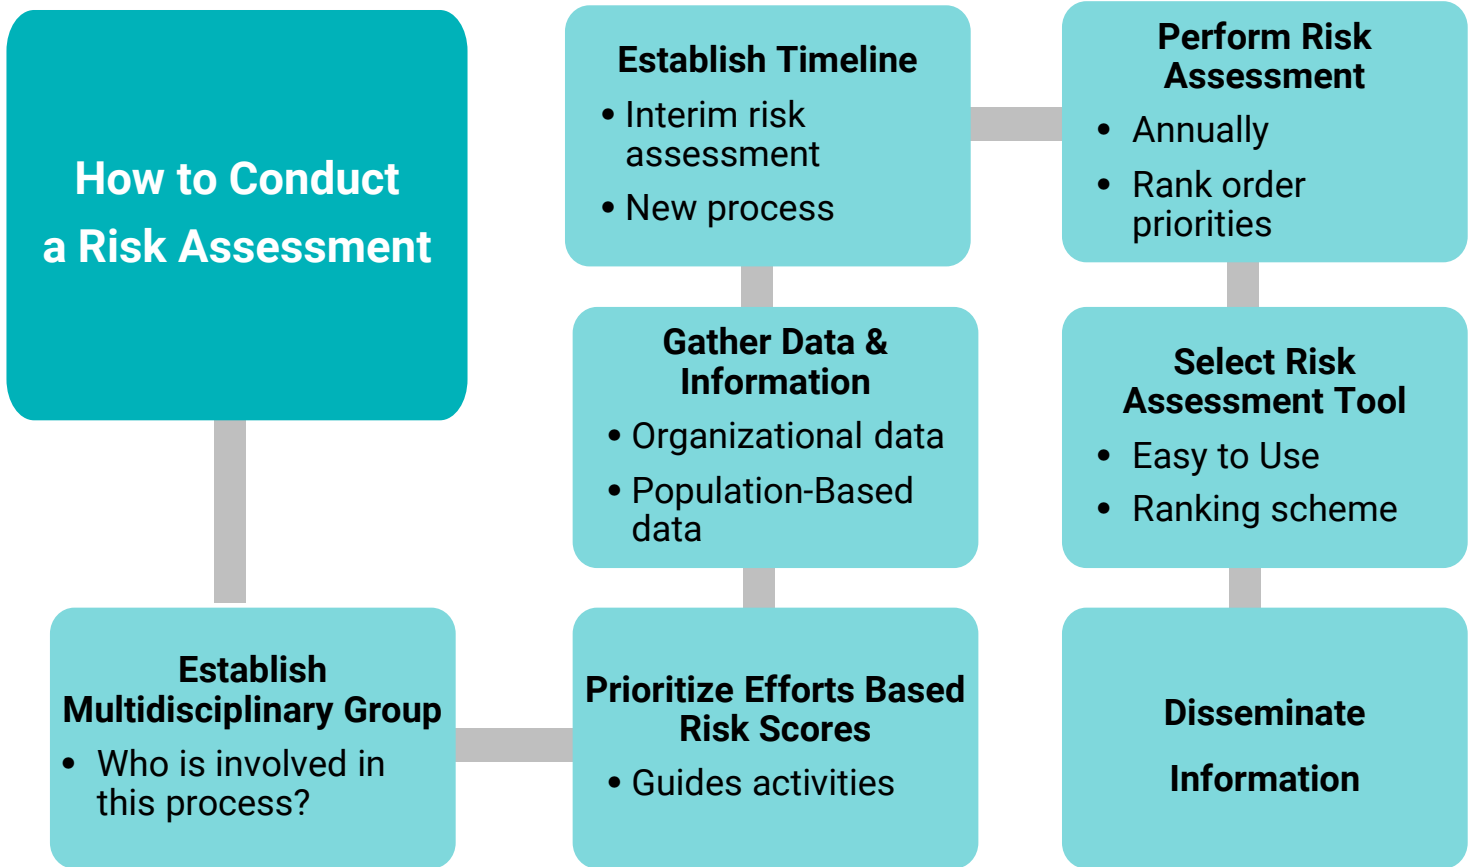 How to Conduct
a Risk Assessment
Establish
Multidisciplinary Group
• Who is involved in
this process?
Prioritize Efforts Based
Risk Scores
• Guides activities
Gather Data &
Information
• Organizational data
• Population-Based
data
Establish Timeline
• Interim risk
assessment
• New process
Perform Risk
Assessment
• Annually
• Rank order
priorities
Select Risk
Assessment Tool
• Easy to Use
• Ranking scheme
Disseminate
Information